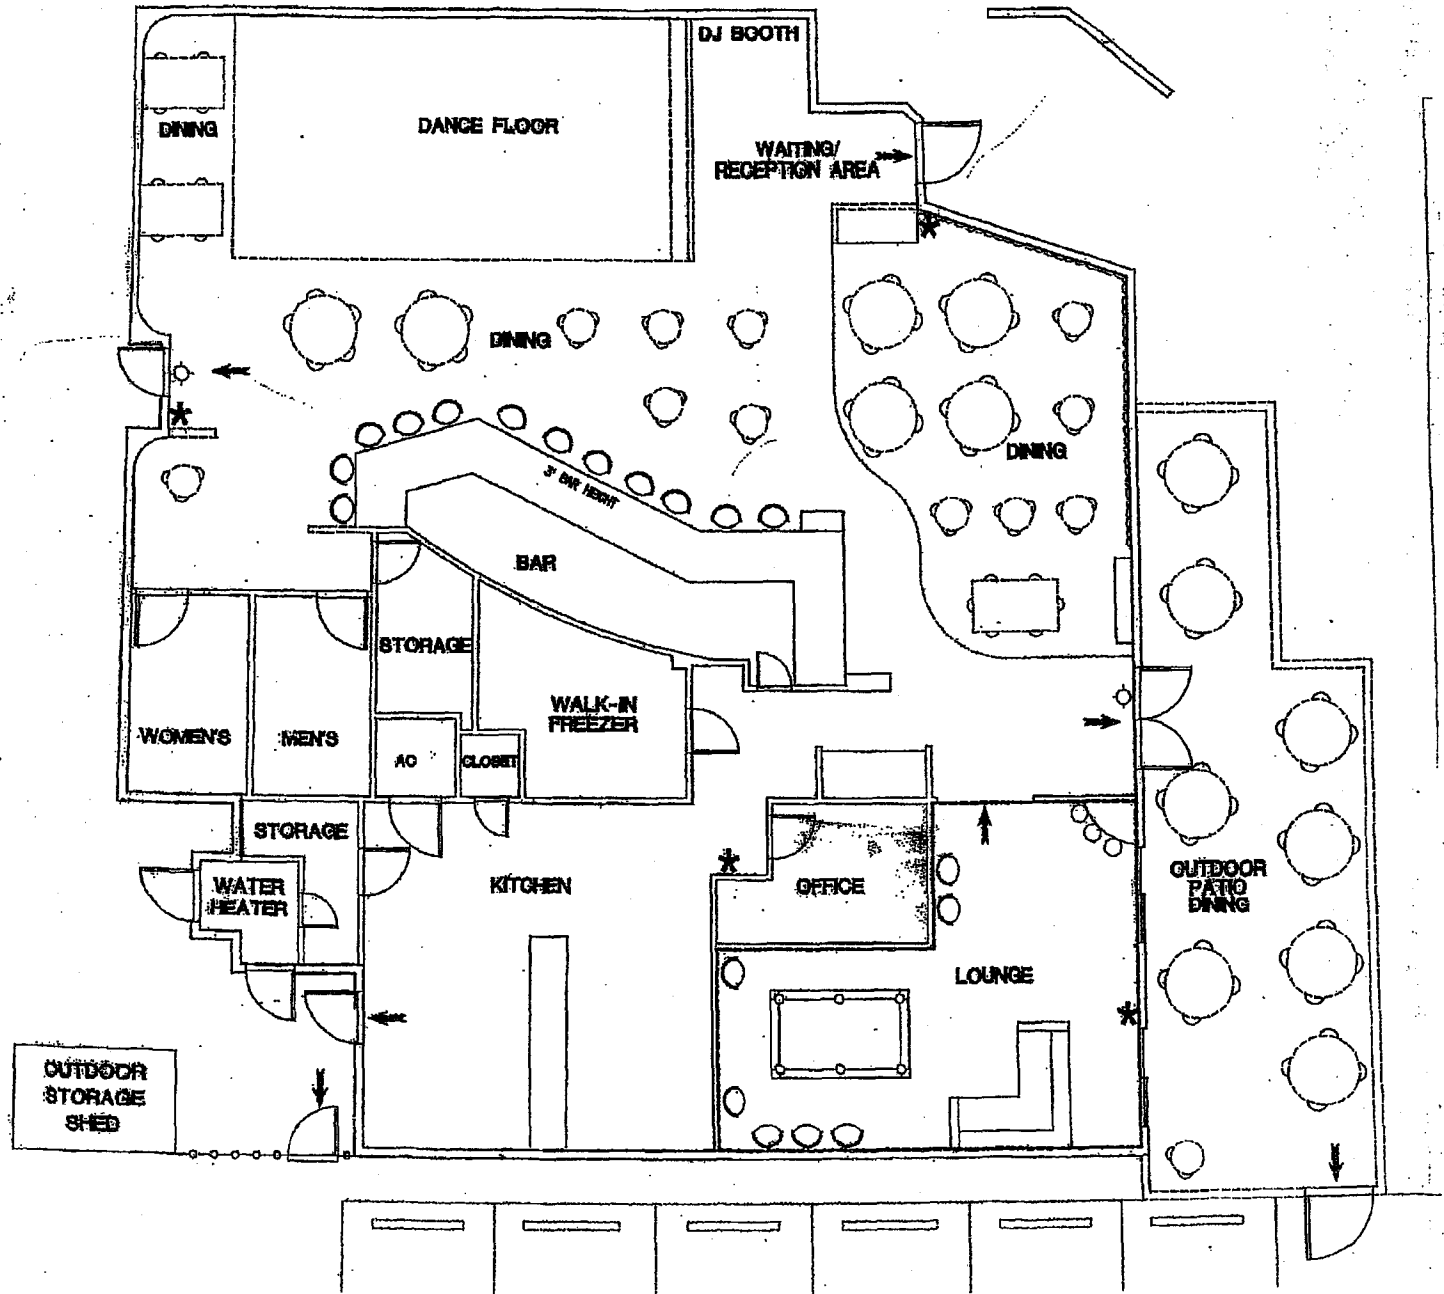 DJ BOOTH
DINING
DANCE FLOOR
WAITING/
RECEPTION AREA
DINING
DINING
3' BAR HEIGHT
BAR
STORAGE
WALK-IN
FREEZER
WOMEN'S
MEN'S
AC
CLOSET
STORAGE
WATER
HEATER
KITCHEN
OFFICE
OUTDOOR
PATIO
DINING
LOUNGE
OUTDOOR
STORAGE
SHED